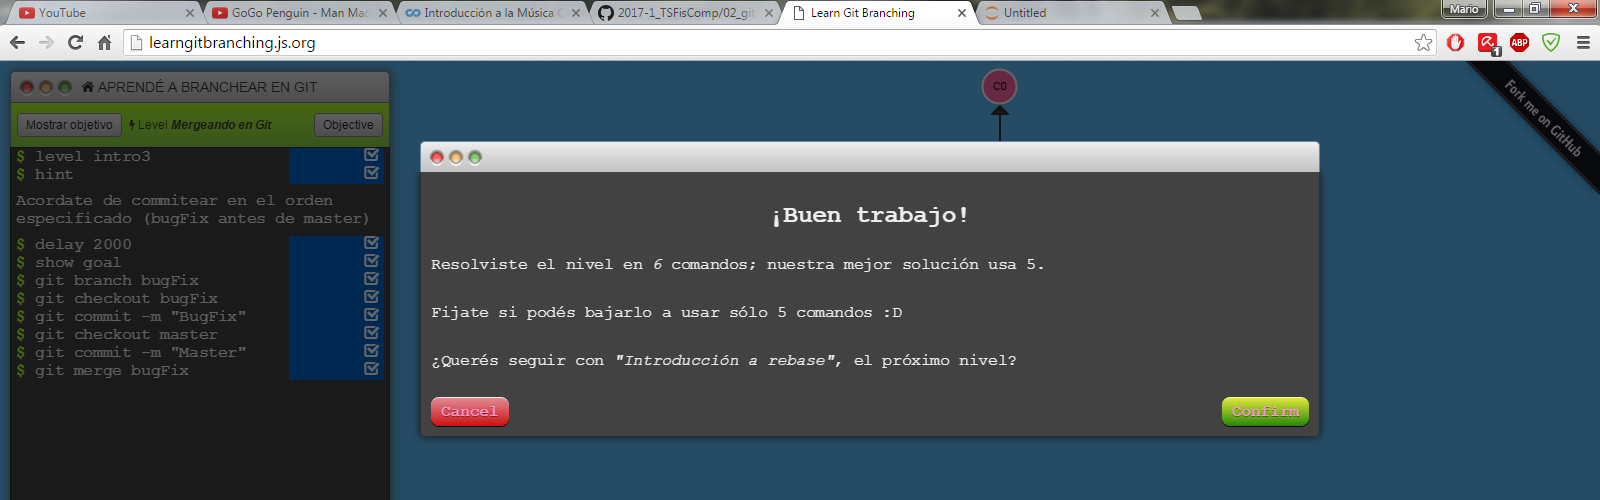 YouTube
GoGo Penguin - Man Mad
Introducción a la Música
2017-1_TSFisComp/02_git
Learn Git Branching
Untitled
Mario
learngitbranching.js.org
1
ABP
APRENDÉ A BRANCHEAR EN GIT
Mostrar objetivo
Level Mergeando en Git
Objective
$ level intro3
$ hint
Acordate de commitear en el orden
especificado (bugFix antes de master)
$ delay 2000
$ show goal
$ git branch bugFix
$ git checkout bugFix
$ git commit -m "BugFix"
$ git checkout master
$ git commit -m "Master"
$ git merge bugFix
C0
Fork me on GitHub
¡Buen trabajo!
Resolviste el nivel en 6 comandos; nuestra mejor solución usa 5.
Fijate si podés bajarlo a usar sólo 5 comandos :D
¿Querés seguir con "Introducción a rebase", el próximo nivel?
Cancel
Confirm